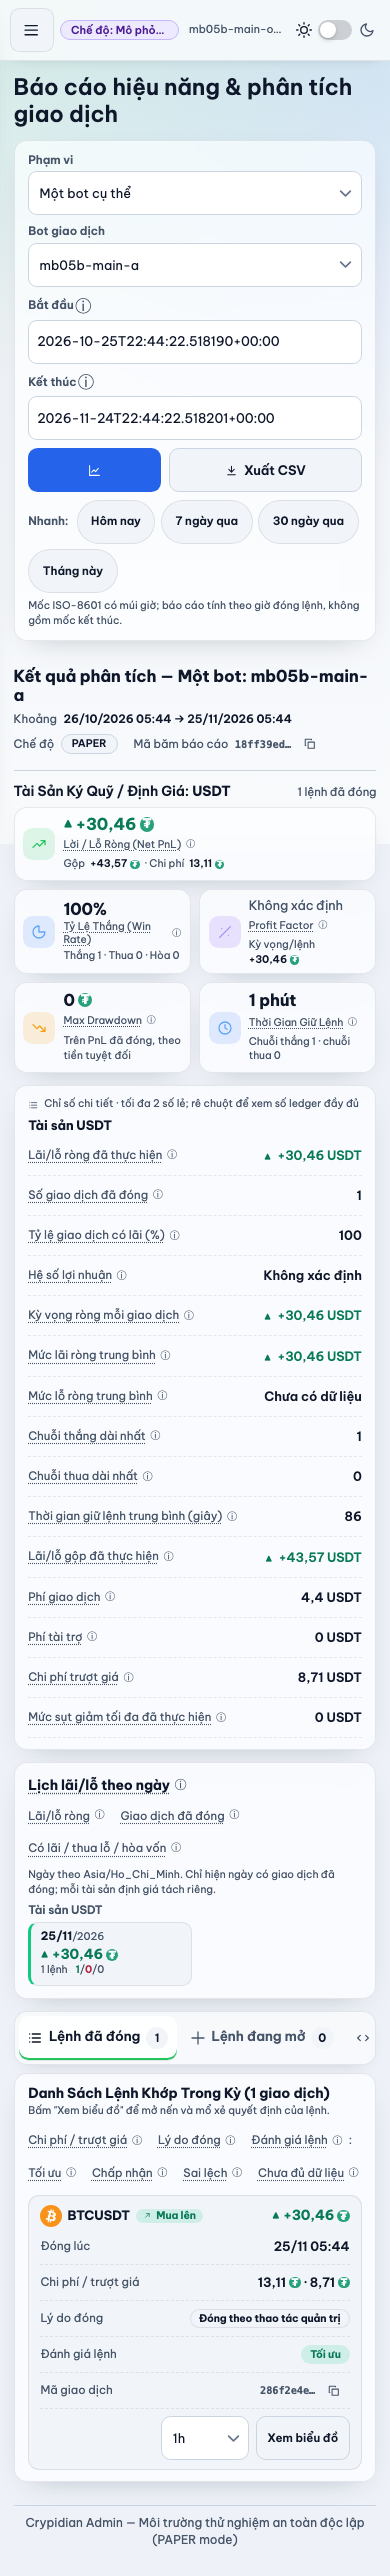 Chế độ: Mô phỏ...
mb05b-main-o...
Báo cáo hiệu năng & phân tích
giao dịch
Phạm vi
Một bot cụ thể
Bot giao dịch
mb05b-main-a
Bắt đầu
2026-10-25T22:44:22.518190+00:00
Kết thúc
2026-11-24T22:44:22.518201+00:00
Xuất CSV
Nhanh: Hôm nay 7 ngày qua 30 ngày qua
Tháng này
Mốc ISO-8601 có múi giờ; báo cáo tính theo giờ đóng lệnh, không
gồm mốc kết thúc.
Kết quả phân tích — Một bot: mb05b-main-
a
Khoảng 26/10/2026 05:44 → 25/11/2026 05:44
Chế độ PAPER Mã băm báo cáo 18ff39ed…
Tài Sản Ký Quỹ / Định Giá: USDT 1 lệnh đã đóng
▲ +30,46
Lời / Lỗ Ròng (Net PnL)
Gộp +43,57 · Chi phí 13,11
100%
Tỷ Lệ Thắng (Win
Rate)
Thắng 1 · Thua 0 · Hòa 0
Không xác định
Profit Factor
Kỳ vọng/lệnh
+30,46
0
Max Drawdown
Trên PnL đã đóng, theo
tiền tuyệt đối
1 phút
Thời Gian Giữ Lệnh
Chuỗi thắng 1 · chuỗi
thua 0
Chỉ số chi tiết · tối đa 2 số lẻ; rê chuột để xem số ledger đầy đủ
Tài sản USDT
Lãi/lỗ ròng đã thực hiện ▲ +30,46 USDT
Số giao dịch đã đóng 1
Tỷ lệ giao dịch có lãi (%) 100
Hệ số lợi nhuận Không xác định
Kỳ vọng ròng mỗi giao dịch ▲ +30,46 USDT
Mức lãi ròng trung bình ▲ +30,46 USDT
Mức lỗ ròng trung bình Chưa có dữ liệu
Chuỗi thắng dài nhất 1
Chuỗi thua dài nhất 0
Thời gian giữ lệnh trung bình (giây) 86
Lãi/lỗ gộp đã thực hiện ▲ +43,57 USDT
Phí giao dịch 4,4 USDT
Phí tài trợ 0 USDT
Chi phí trượt giá 8,71 USDT
Mức sụt giảm tối đa đã thực hiện 0 USDT
Lịch lãi/lỗ theo ngày
Lãi/lỗ ròng Giao dịch đã đóng
Có lãi / thua lỗ / hòa vốn
Ngày theo Asia/Ho_Chi_Minh. Chỉ hiện ngày có giao dịch đã
đóng; mỗi tài sản định giá tách riêng.
Tài sản USDT
25/11/2026
▲ +30,46
1 lệnh 1/0/0
Lệnh đã đóng 1 Lệnh đang mở 0
Danh Sách Lệnh Khớp Trong Kỳ (1 giao dịch)
Bấm "Xem biểu đồ" để mở nến và mổ xẻ quyết định của lệnh.
Chi phí / trượt giá Lý do đóng Đánh giá lệnh :
Tối ưu Chấp nhận Sai lệch Chưa đủ dữ liệu
BTCUSDT ↗ Mua lên ▲ +30,46
Đóng lúc 25/11 05:44
Chi phí / trượt giá 13,11 · 8,71
Lý do đóng Đóng theo thao tác quản trị
Đánh giá lệnh Tối ưu
Mã giao dịch 286f2e4e…
1h Xem biểu đồ
Crypidian Admin — Môi trường thử nghiệm an toàn độc lập
(PAPER mode)